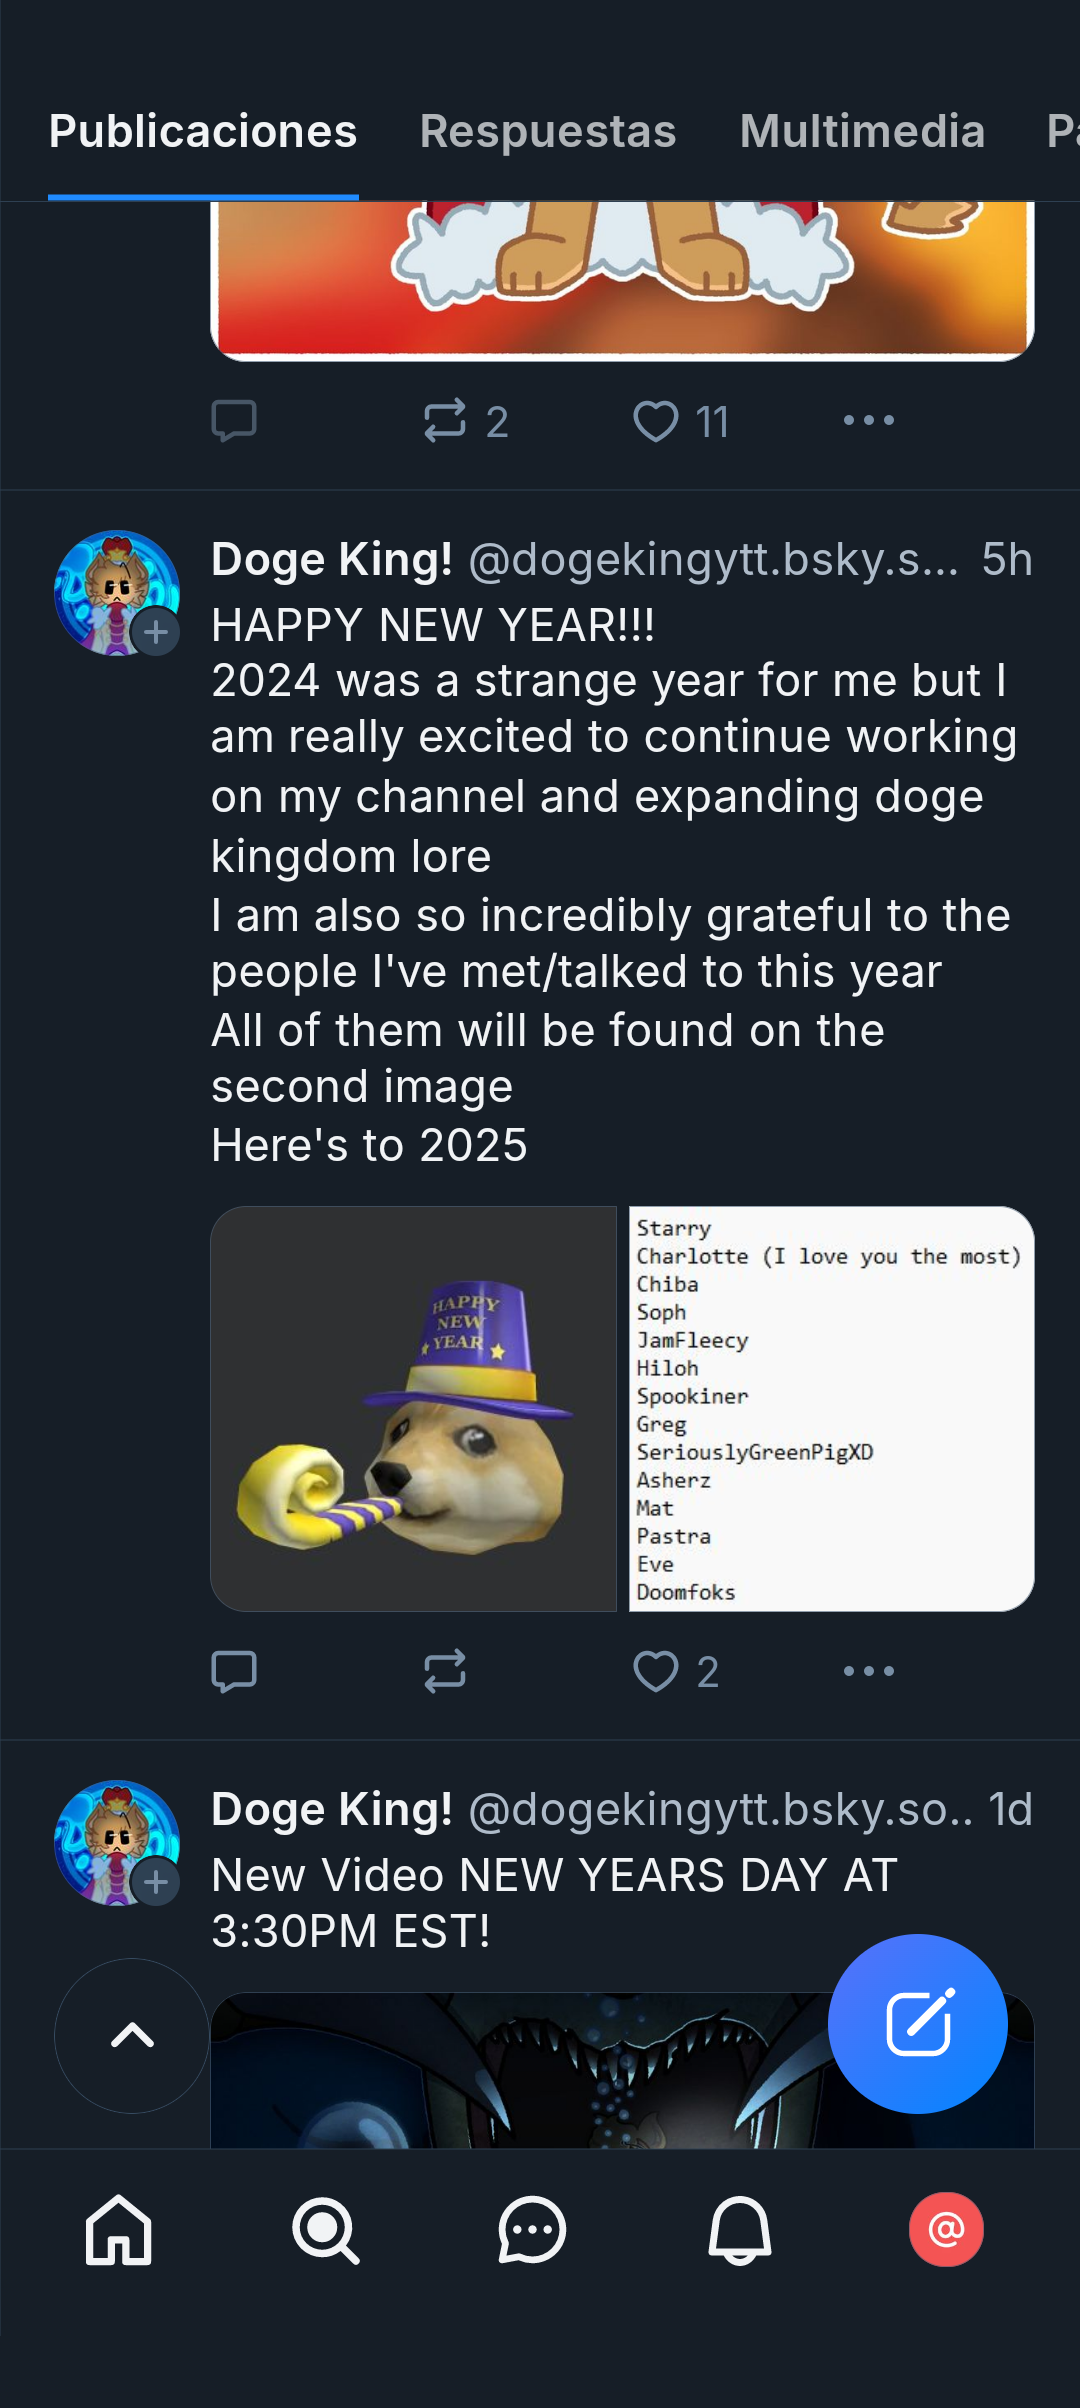 Publicaciones Respuestas Multimedia Pa
2 11
Doge King! @dogekingytt.bsky.s... 5h
HAPPY NEW YEAR!!!
2024 was a strange year for me but I
am really excited to continue working
on my channel and expanding doge
kingdom lore
I am also so incredibly grateful to the
people I've met/talked to this year
All of them will be found on the
second image
Here's to 2025
HAPPY
NEW
YEAR
Starry
Charlotte (I love you the most)
Chiba
Soph
JamFleecy
Hiloh
Spookiner
Greg
SeriouslyGreenPigXD
Asherz
Mat
Pastra
Eve
Doomfoks
2
Doge King! @dogekingytt.bsky.so.. 1d
New Video NEW YEARS DAY AT
3:30PM EST!
@